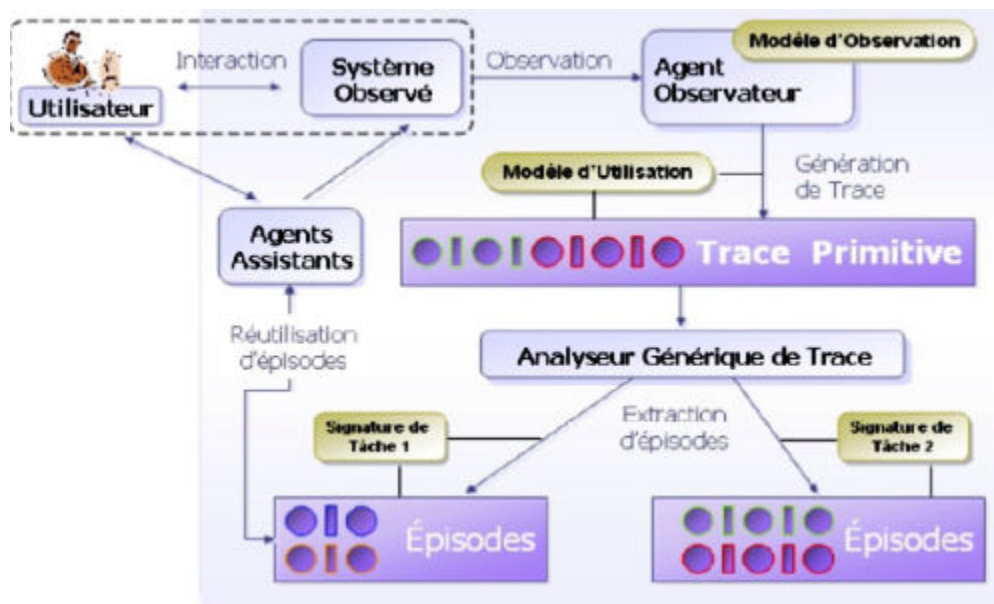 Modèle d'Observation
Interaction
Système
Observé
Observation
Agent
Observateur
Utilisateur
Modèle d'Utilisation
Génération
de Trace
Agents
Assistants
Trace Primitive
Réutilisation
d'épisodes
Analyseur Générique de Trace
Extraction
d'épisodes
Signature de
Tâche 1
Signature de
Tâche 2
Épisodes
Épisodes